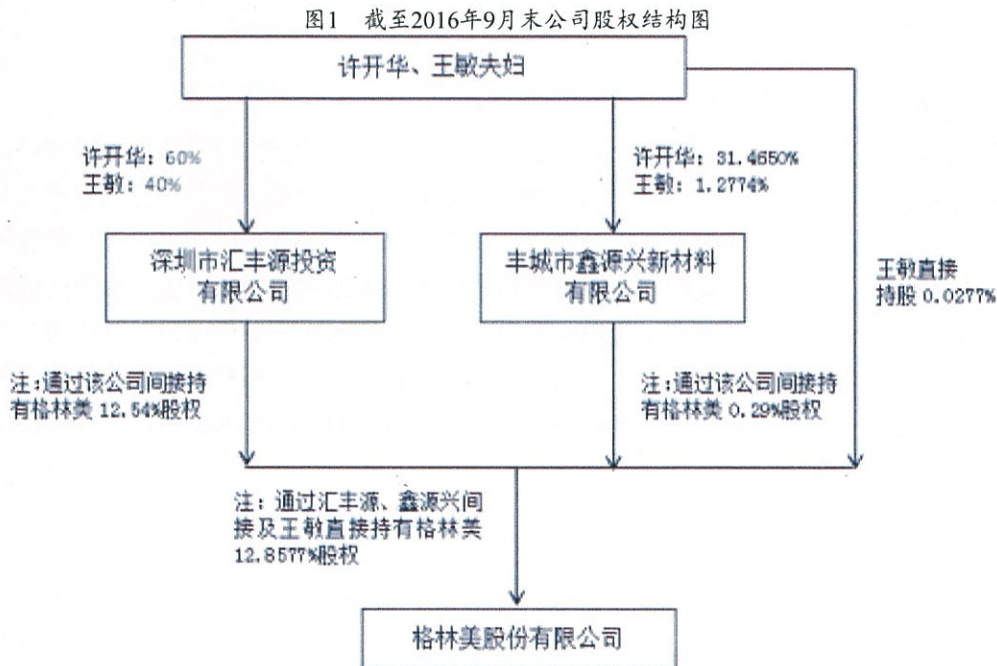 图1 截至2016年9月末公司股权结构图
许开华、王敏夫妇
许开华：60%
王敏：40%
许开华：31.4650%
王敏：1.2774%
深圳市汇丰源投资
有限公司
丰城市鑫源兴新材料
有限公司
王敏直接
持股 0.0277%
注：通过该公司间接持
有格林美 12.54%股权
注：通过该公司间接持
有格林美 0.29%股权
注：通过汇丰源、鑫源兴间
接及王敏直接持有格林美
12.8577%股权
格林美股份有限公司